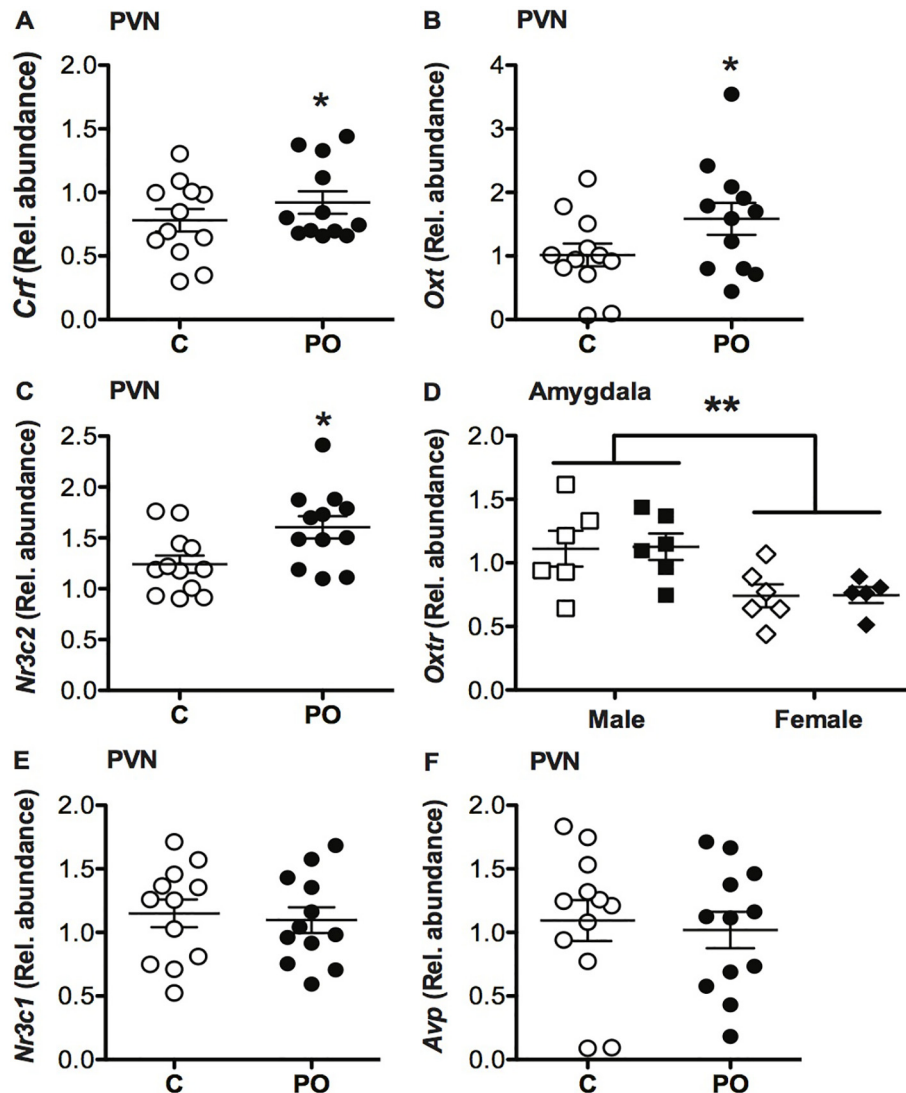 A PVN
Crf (Rel. abundance)
2.0
1.5
1.0
0.5
0.0
*
C PO
B PVN
Oxt (Rel. abundance)
4
3
2
1
0
*
C PO
C PVN
Nr3c2 (Rel. abundance)
2.5
2.0
1.5
1.0
0.5
0.0
*
C PO
D Amygdala
Oxtr (Rel. abundance)
2.0
1.5
1.0
0.5
0.0
**
Male Female
E PVN
Nr3c1 (Rel. abundance)
2.0
1.5
1.0
0.5
0.0
C PO
F PVN
Avp (Rel. abundance)
2.0
1.5
1.0
0.5
0.0
C PO